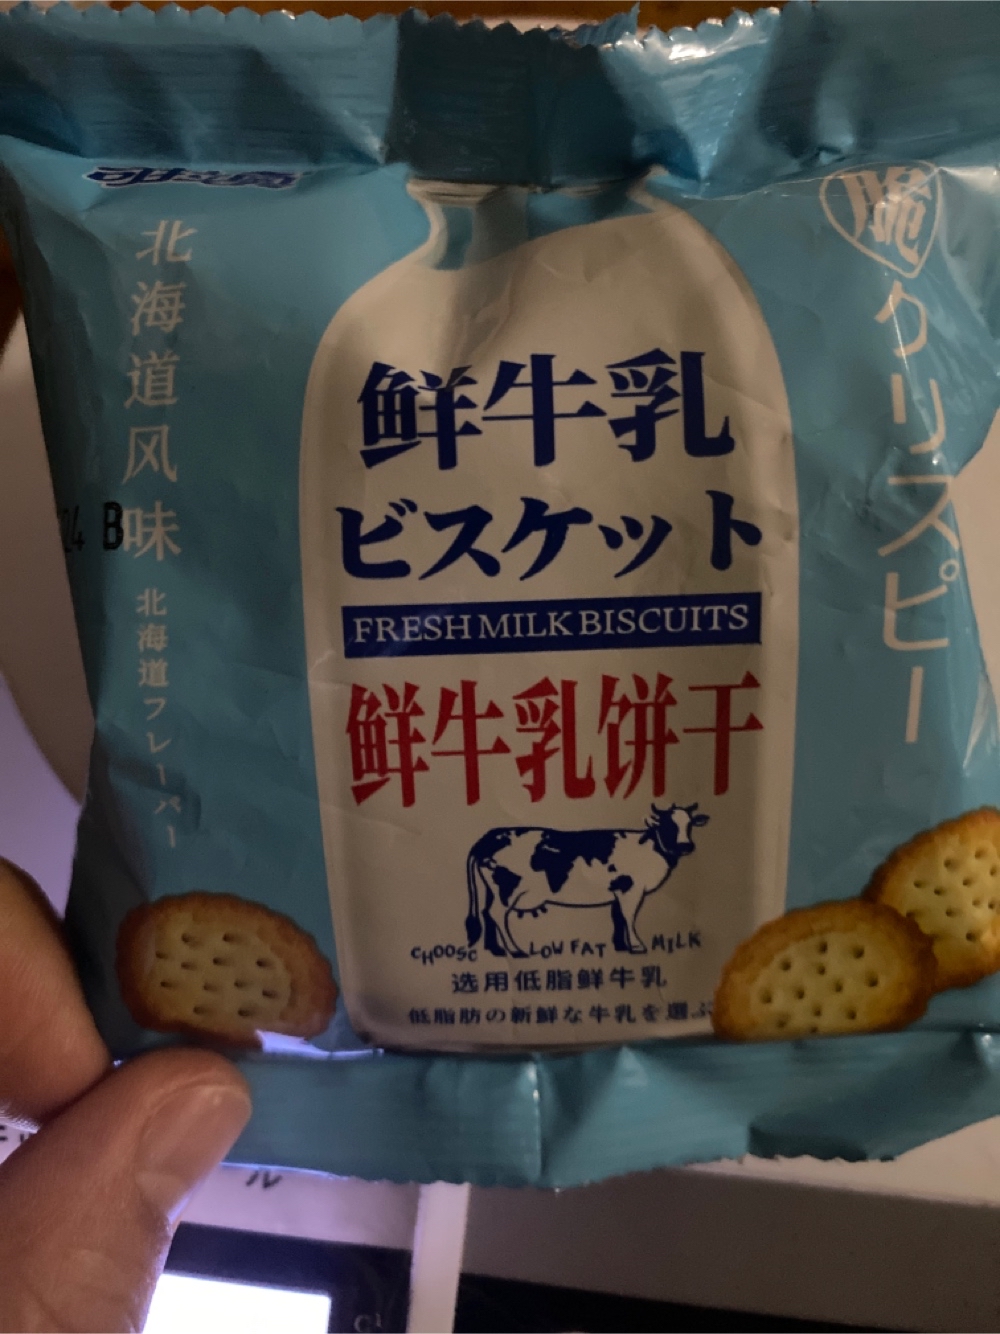 北海道风味
北海道フレーバー
脆
クリスピー
鲜牛乳
ビスケット
FRESH MILK BISCUITS
鲜牛乳饼干
CHOOSE LOW FAT MILK
选用低脂鲜牛乳
低脂肪の新鮮な牛乳を選ぶ
24 B
ル